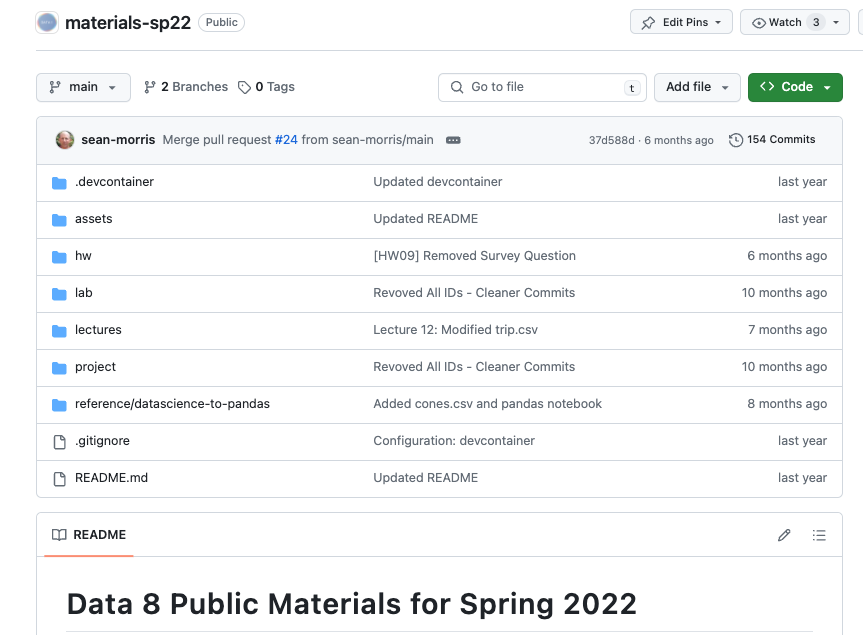 materials-sp22 Public Edit Pins Watch 3
main 2 Branches 0 Tags Go to file t Add file Code
sean-morris Merge pull request #24 from sean-morris/main 37d588d · 6 months ago 154 Commits
.devcontainer Updated devcontainer last year
assets Updated README last year
hw [HW09] Removed Survey Question 6 months ago
lab Revoved All IDs - Cleaner Commits 10 months ago
lectures Lecture 12: Modified trip.csv 7 months ago
project Revoved All IDs - Cleaner Commits 10 months ago
reference/datascience-to-pandas Added cones.csv and pandas notebook 8 months ago
.gitignore Configuration: devcontainer last year
README.md Updated README last year
README
Data 8 Public Materials for Spring 2022